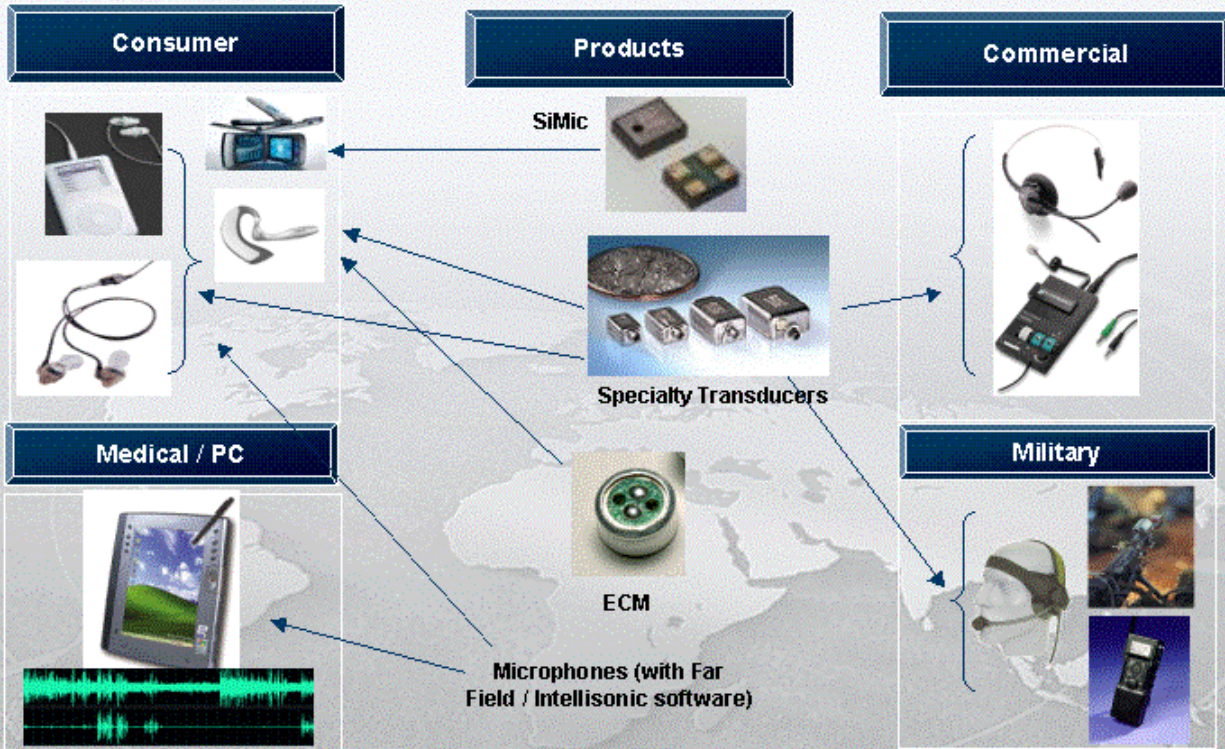 Consumer
Products
Commercial
SiMic
Specialty Transducers
Medical / PC
Military
ECM
Microphones (with Far
Field / Intellisonic software)